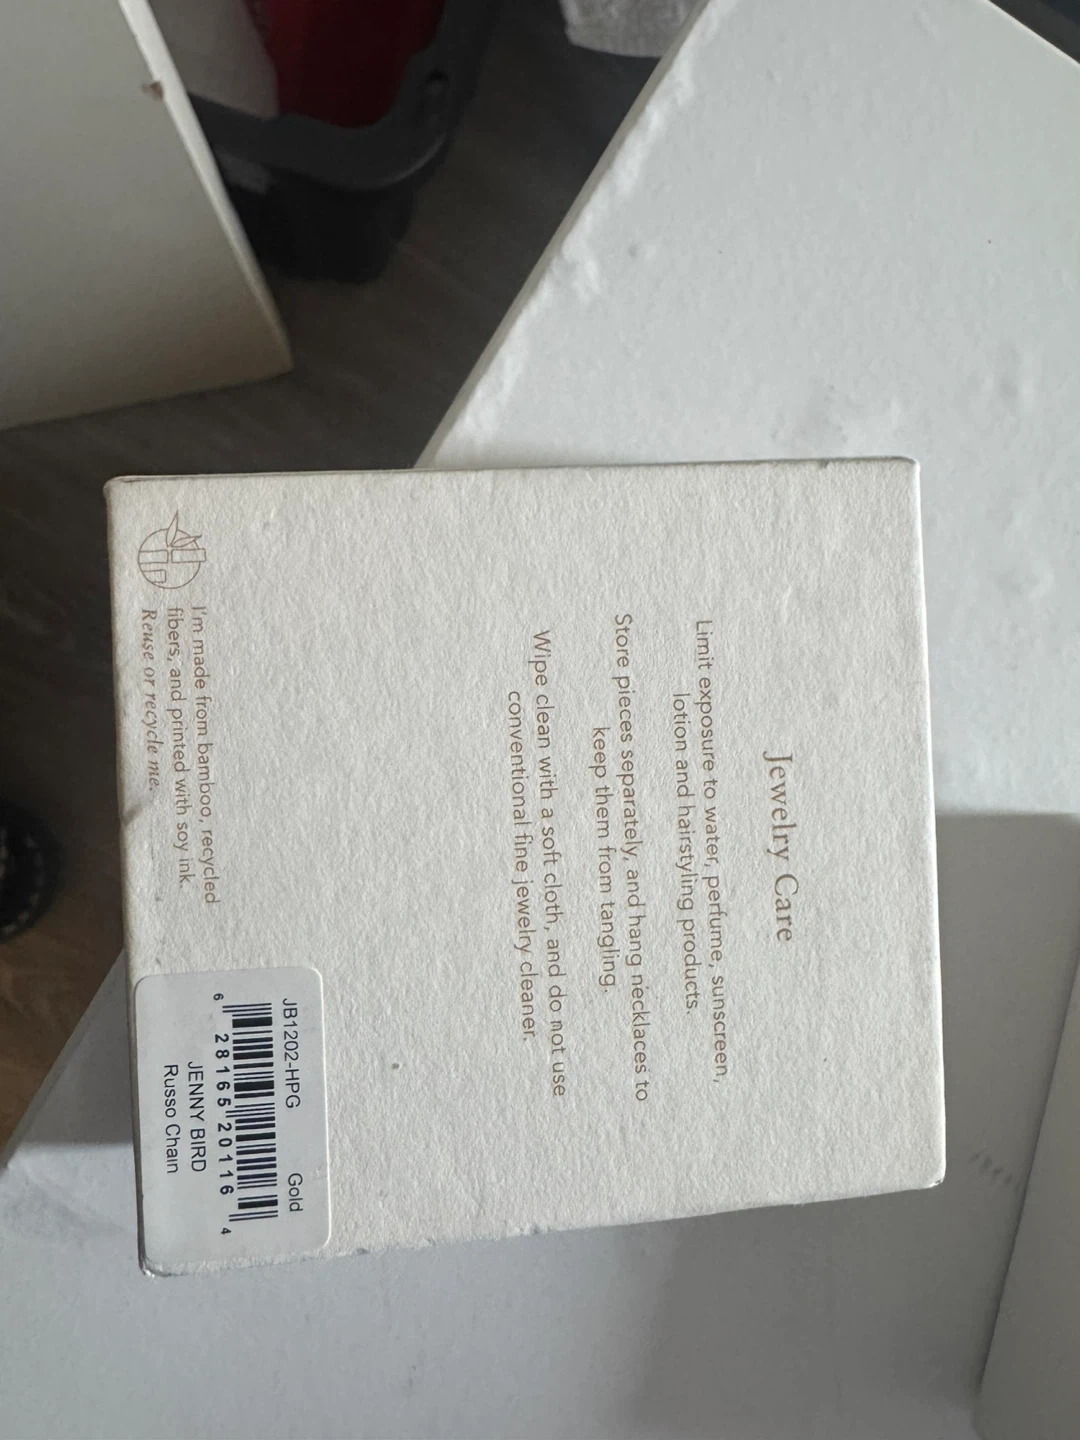 Jewelry Care
Limit exposure to water, perfume, sunscreen,
lotion and hairstyling products.
Store pieces separately, and hang necklaces to
keep them from tangling.
Wipe clean with a soft cloth, and do not use
conventional fine jewelry cleaner.
I'm made from bamboo, recycled
fibers, and printed with soy ink.
Reuse or recycle me.
JB1202-HPG Gold
6 28165 20116 4
JENNY BIRD
Russo Chain